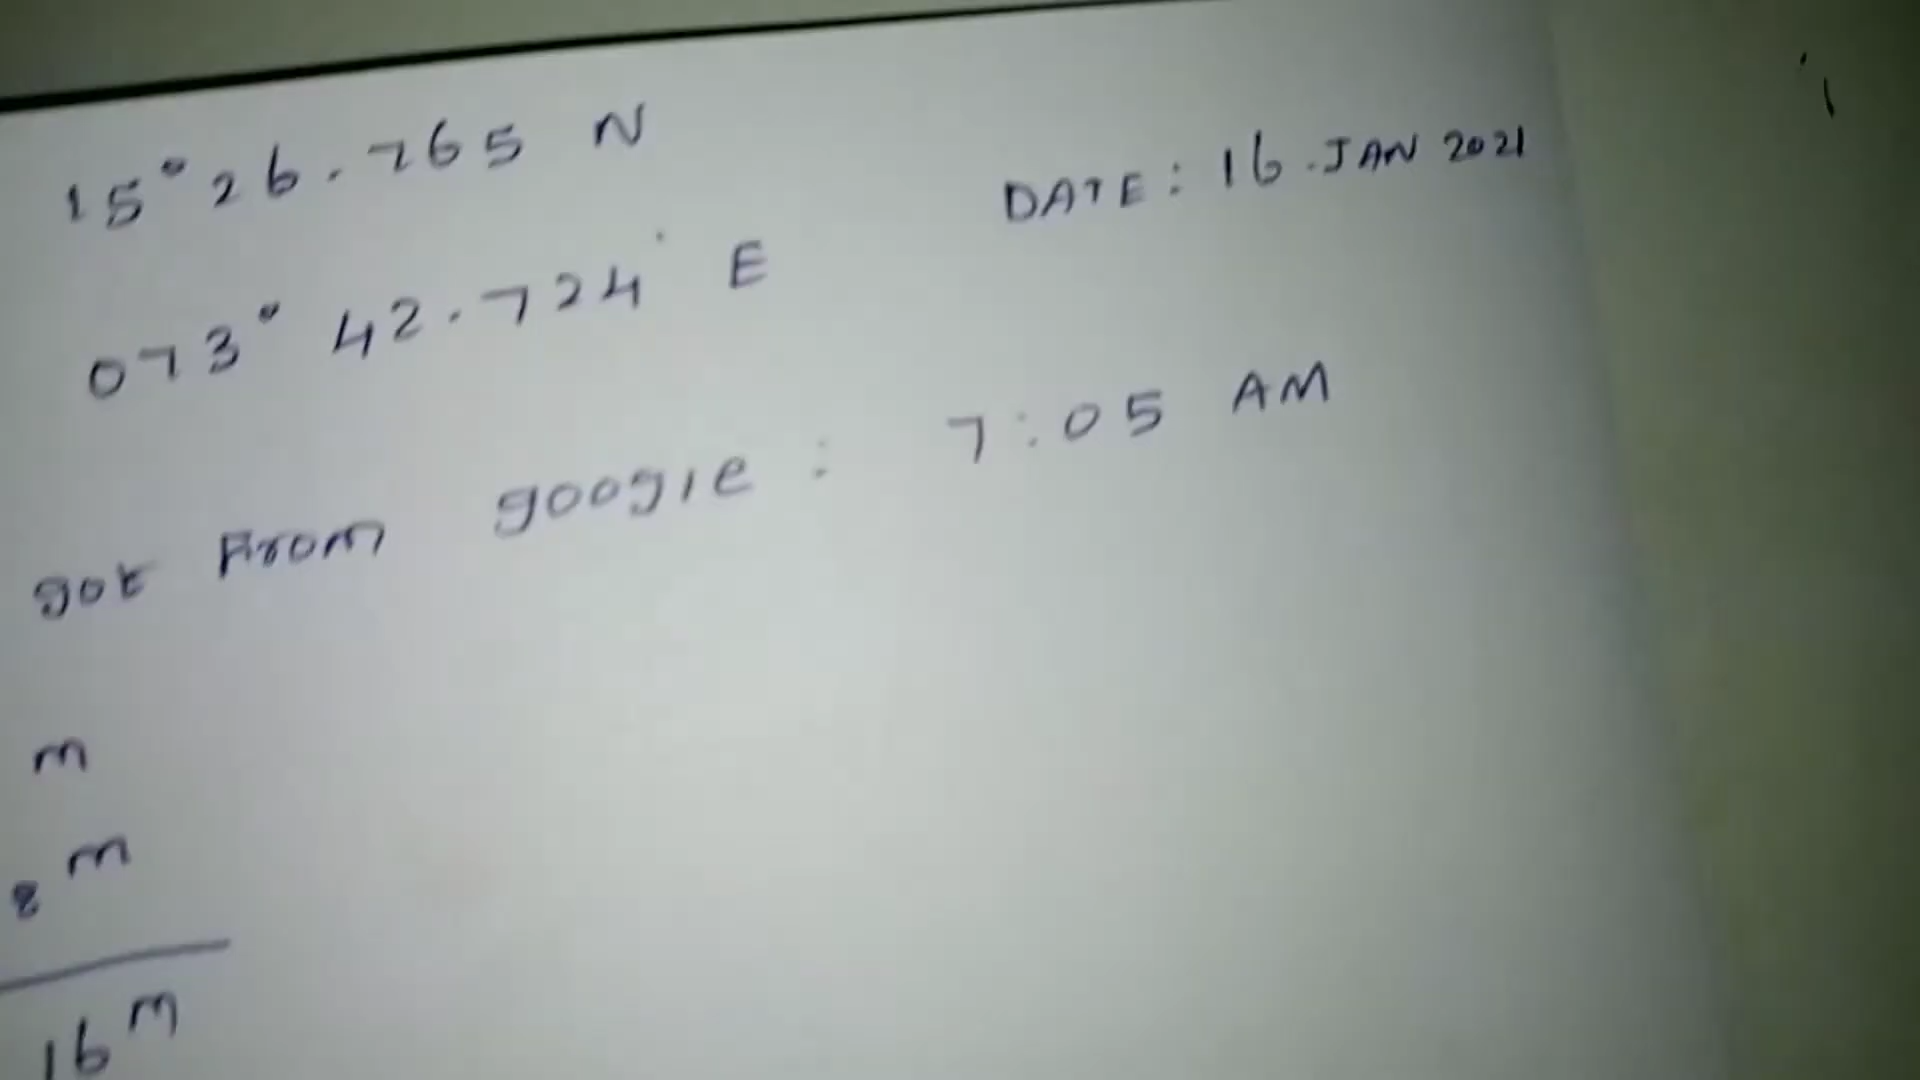 15° 26.765 N
DATE: 16.JAN 2021
073° 42.724' E
got From google : 7:05 AM
m
8 m
16 m